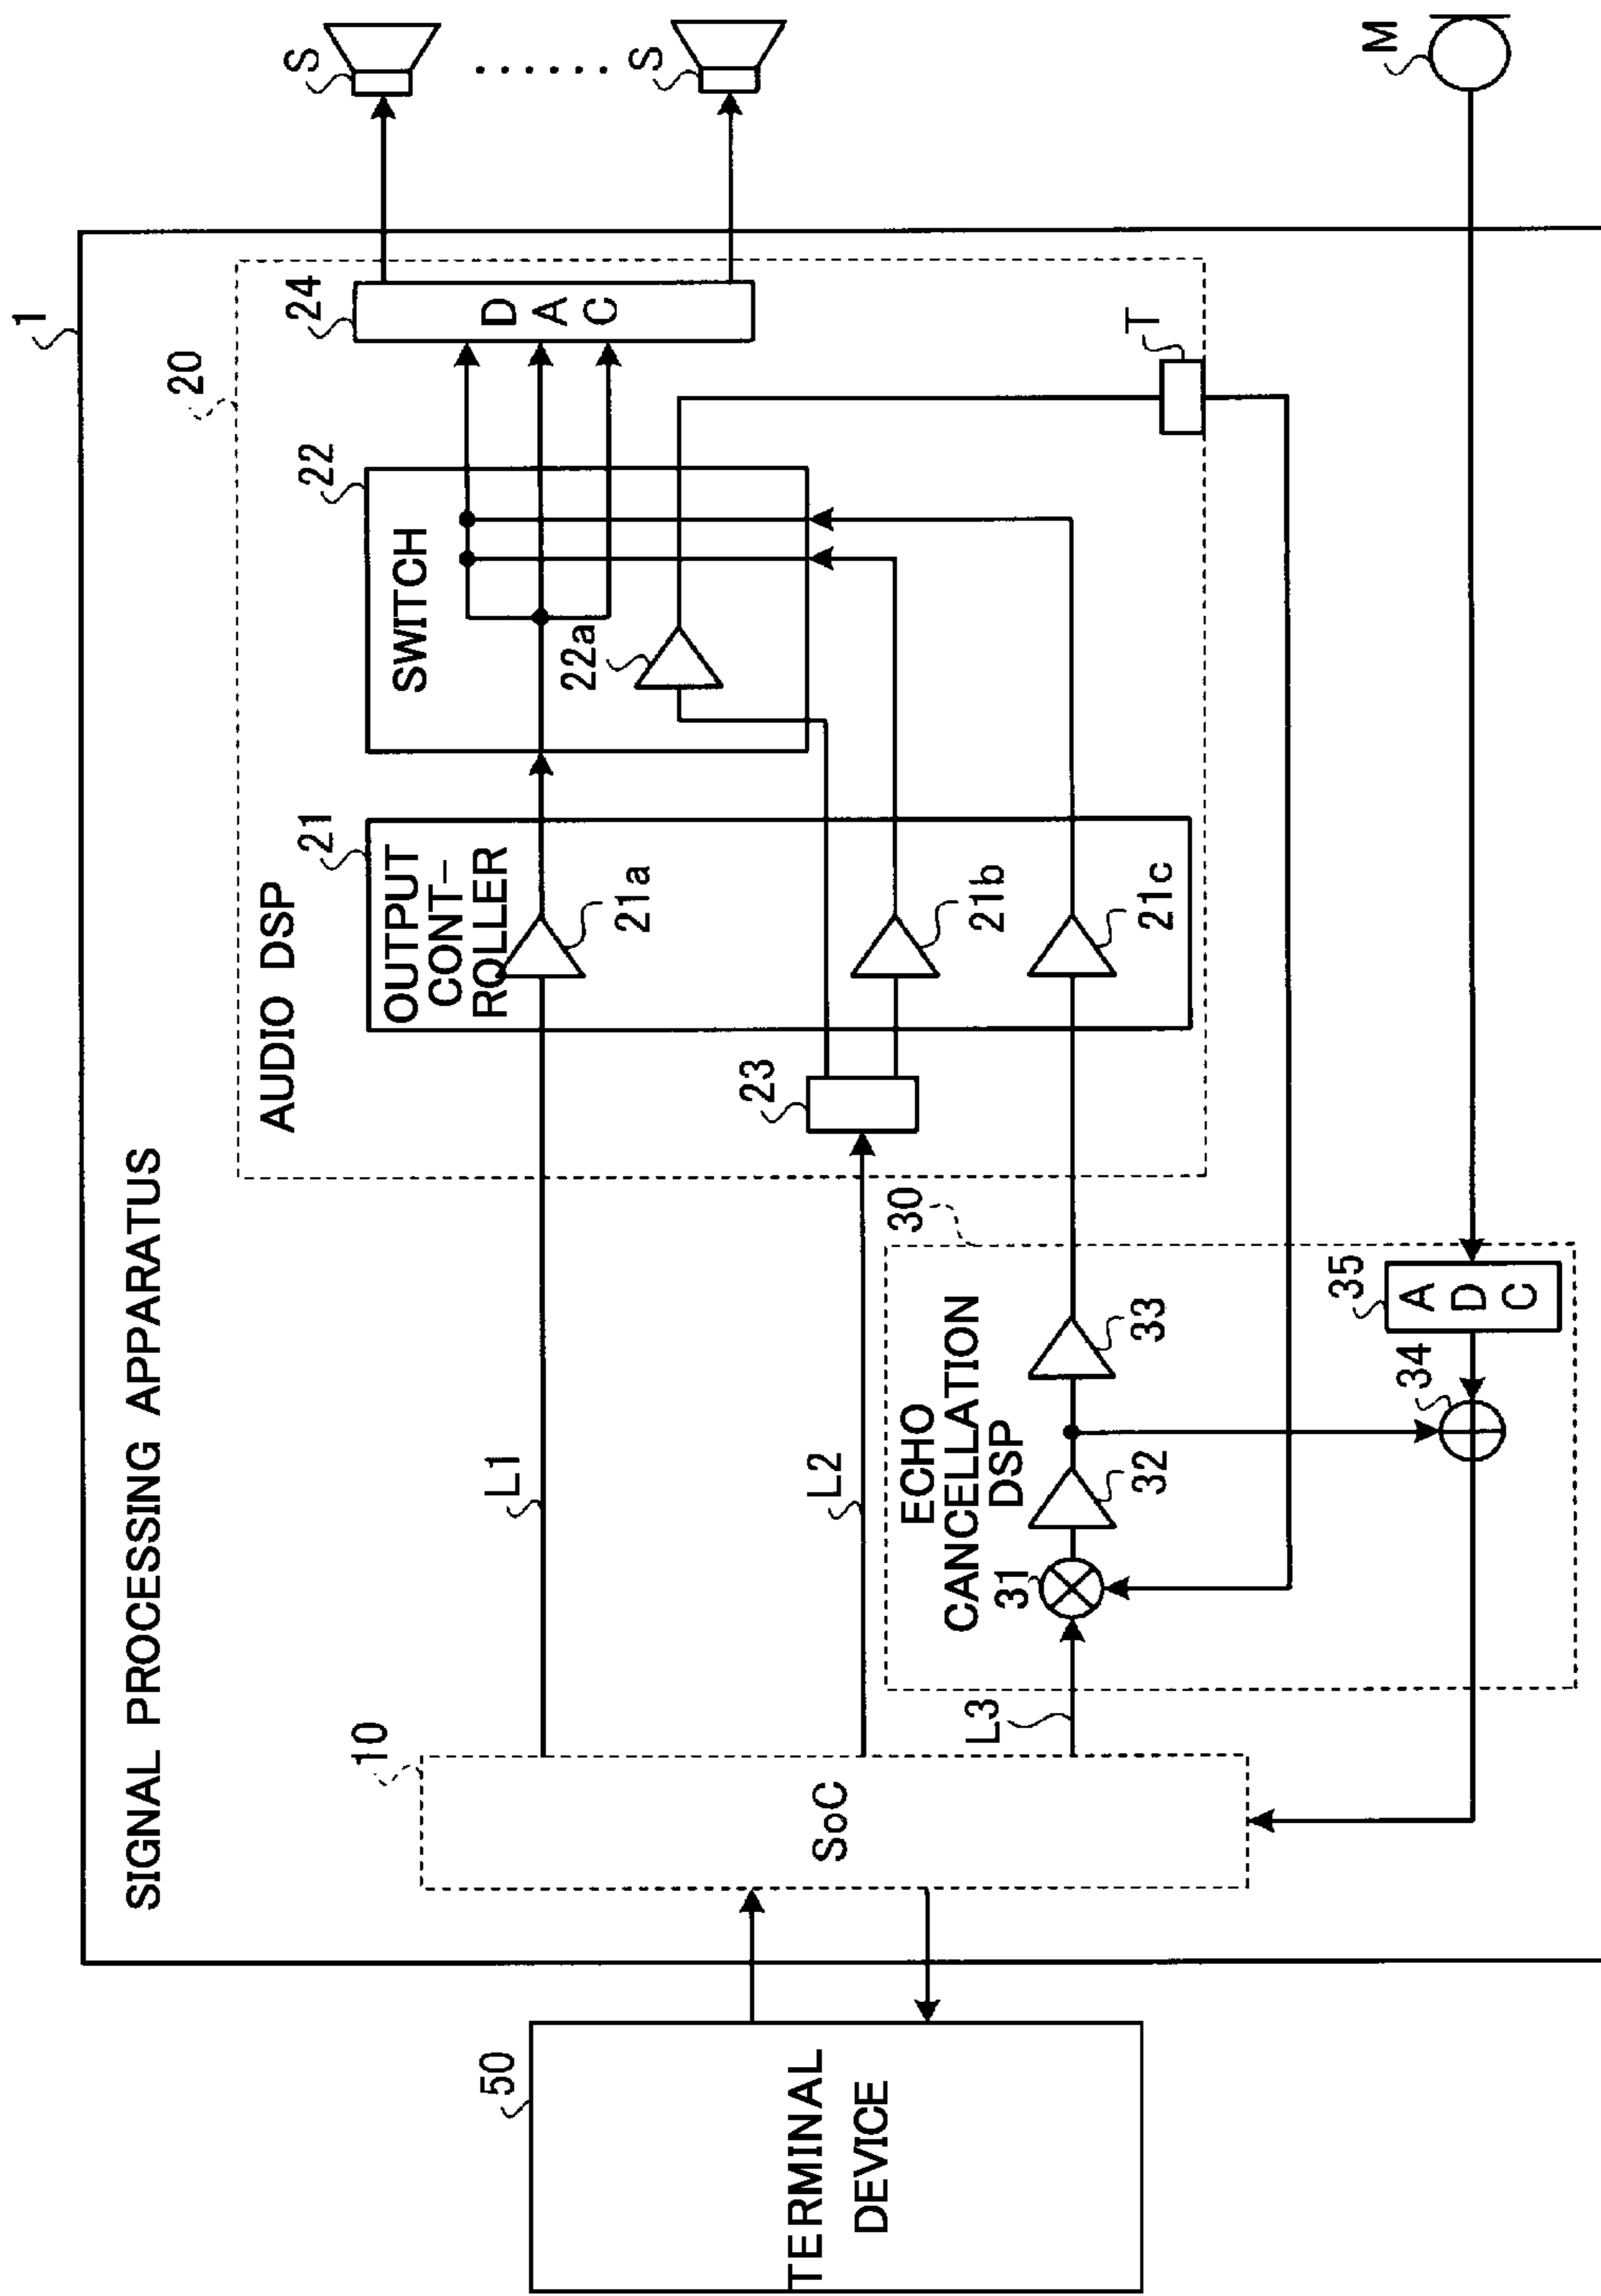 1
SIGNAL PROCESSING APPARATUS
20
AUDIO DSP
S
S
24
D A C
22
SWITCH
22a
21
OUTPUT
CONT-
ROLLER
21a
21b
21c
23
T
L1
L2
L3
30
ECHO
CANCELLATION
DSP
31
32
33
34
35
A D C
M
10
SoC
50
TERMINAL
DEVICE